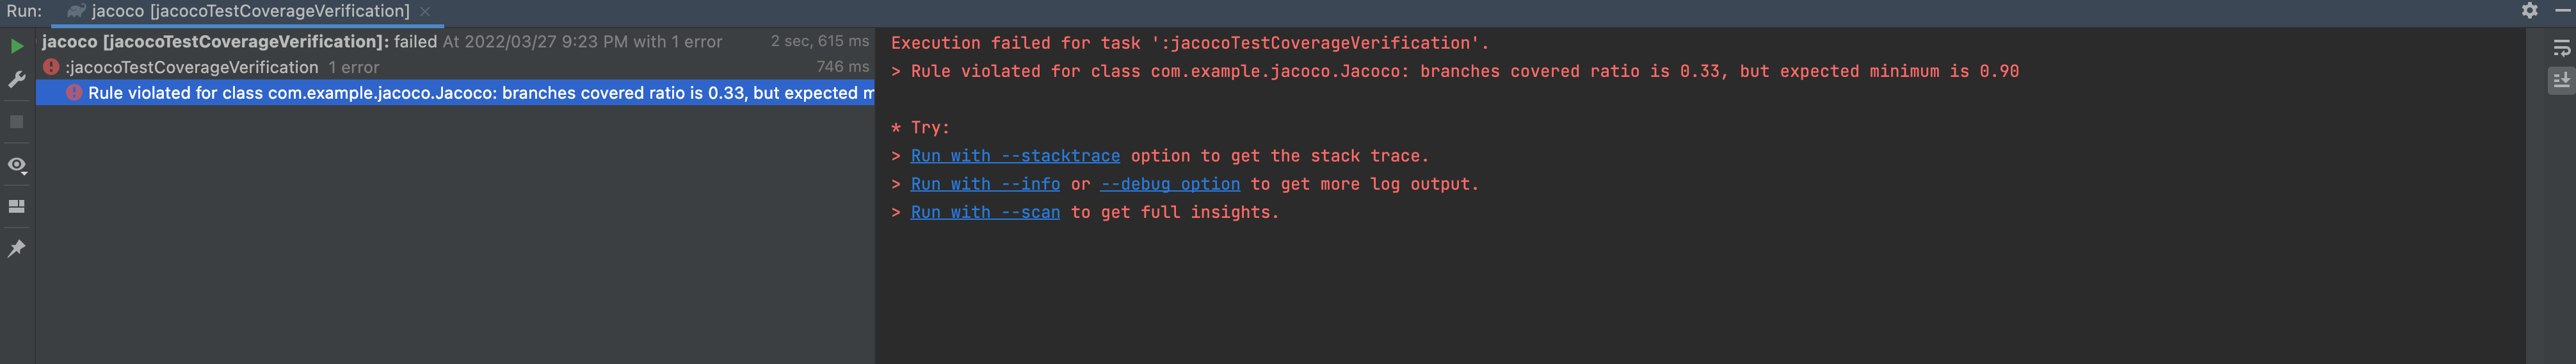 Run: jacoco [jacocoTestCoverageVerification]
jacoco [jacocoTestCoverageVerification]: failed At 2022/03/27 9:23 PM with 1 error 2 sec, 615 ms
:jacocoTestCoverageVerification 1 error 746 ms
Rule violated for class com.example.jacoco.Jacoco: branches covered ratio is 0.33, but expected m
Execution failed for task ':jacocoTestCoverageVerification'.
> Rule violated for class com.example.jacoco.Jacoco: branches covered ratio is 0.33, but expected minimum is 0.90
* Try:
> Run with --stacktrace option to get the stack trace.
> Run with --info or --debug option to get more log output.
> Run with --scan to get full insights.